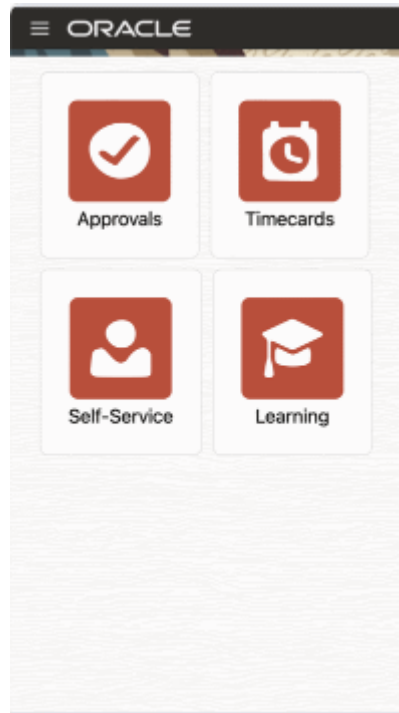 ORACLE
Approvals
Timecards
Self-Service
Learning